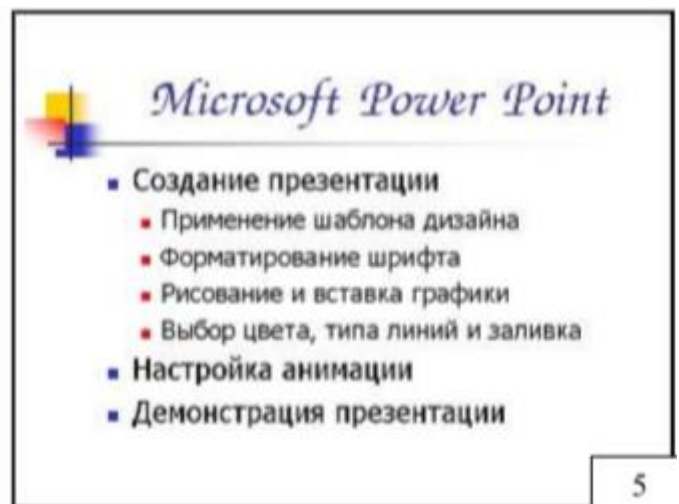 Microsoft Power Point
Создание презентации
Применение шаблона дизайна
Форматирование шрифта
Рисование и вставка графики
Выбор цвета, типа линий и заливка
Настройка анимации
Демонстрация презентации
5